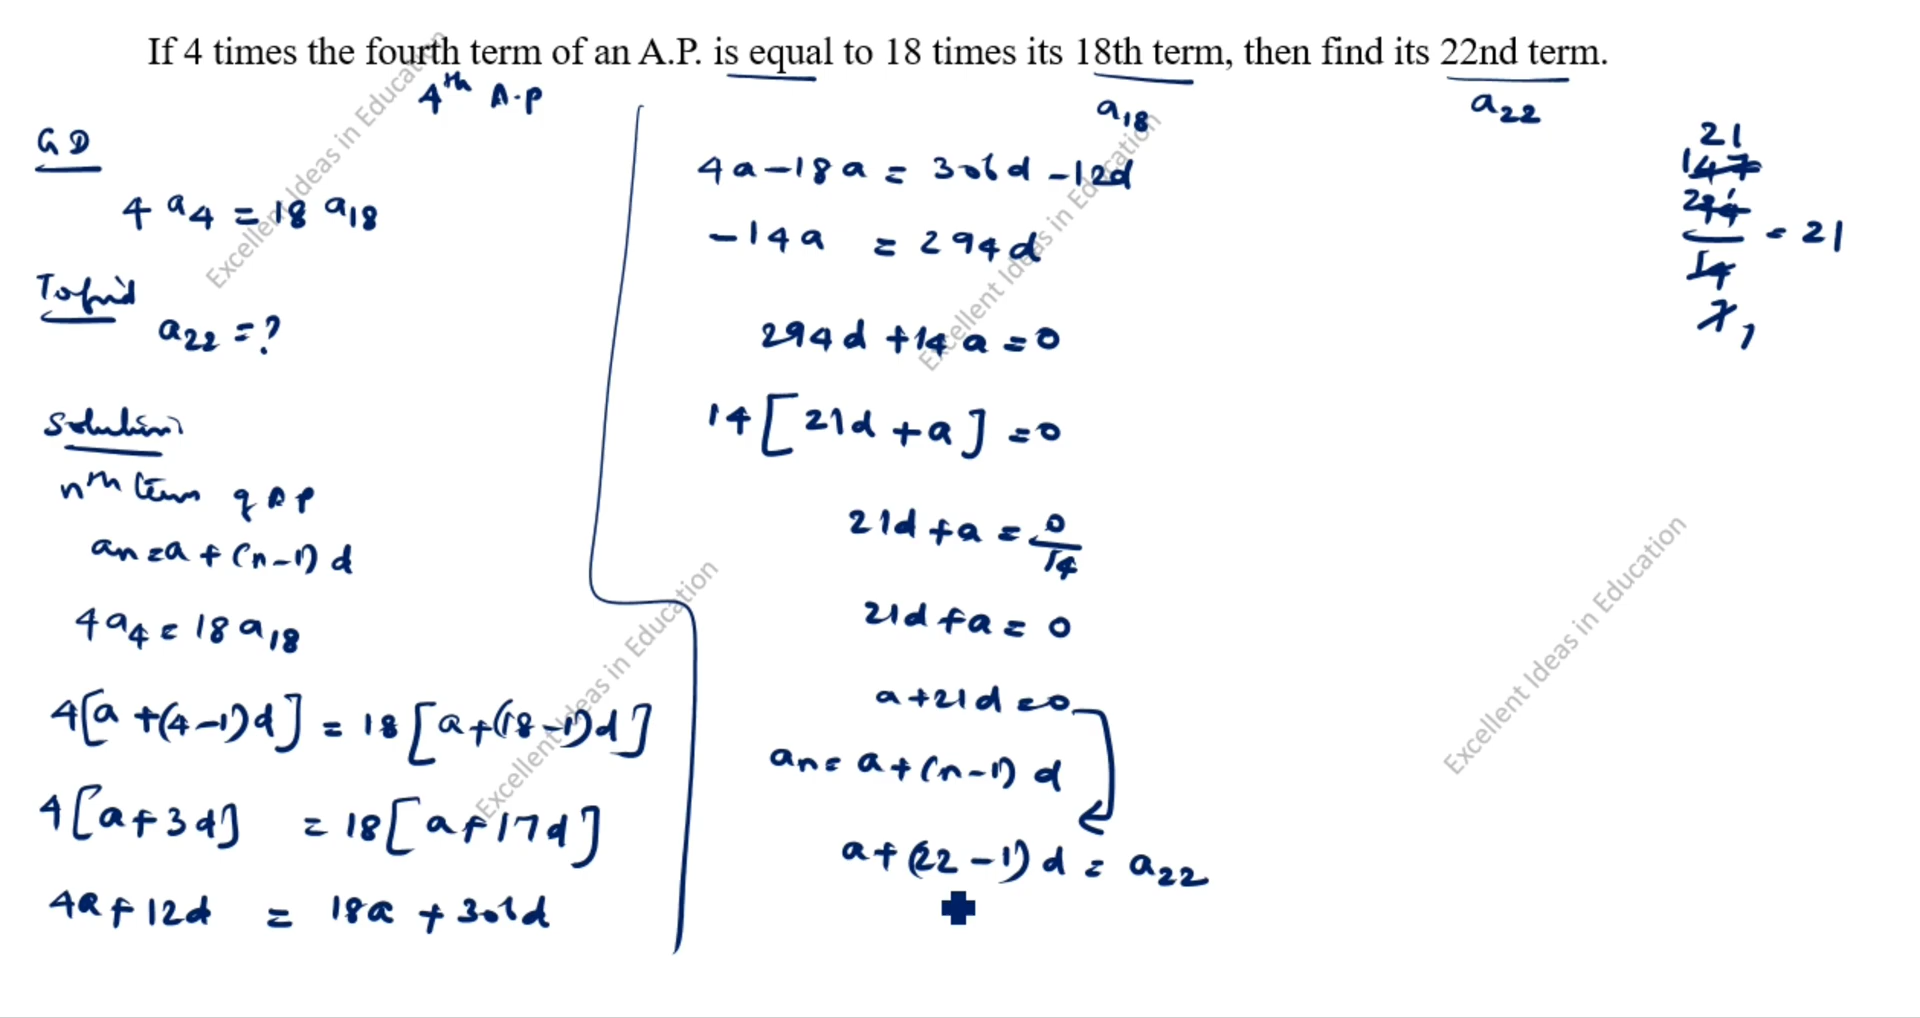 If 4 times the fourth term of an A.P. is equal to 18 times its 18th term, then find its 22nd term.
4th A.P
a18
a22
GD
4 a4 = 18 a18
To find
a22 = ?
Solution
nth term of AP
an = a + (n-1) d
4a4 = 18 a18
4[a + (4-1)d] = 18[a + (18-1)d]
4[a + 3d] = 18[a + 17d]
4a + 12d = 18a + 306d
4a - 18a = 306d - 12d
-14a = 294d
294d + 14a = 0
14[21d + a] = 0
21d + a = 0/14
21d + a = 0
a + 21d = 0
an = a + (n-1) d
a + (22-1) d = a22
21
147
294/14 = 21
7 1
Excellent Ideas in Education
Excellent Ideas in Education
Excellent Ideas in Education
Excellent Ideas in Education